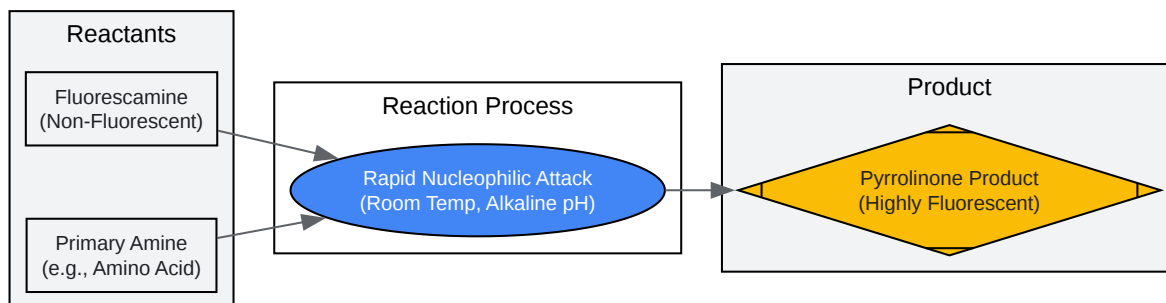 Reactants
Fluorescamine
(Non-Fluorescent)
Primary Amine
(e.g., Amino Acid)
Reaction Process
Rapid Nucleophilic Attack
(Room Temp, Alkaline pH)
Product
Pyrrolinone Product
(Highly Fluorescent)